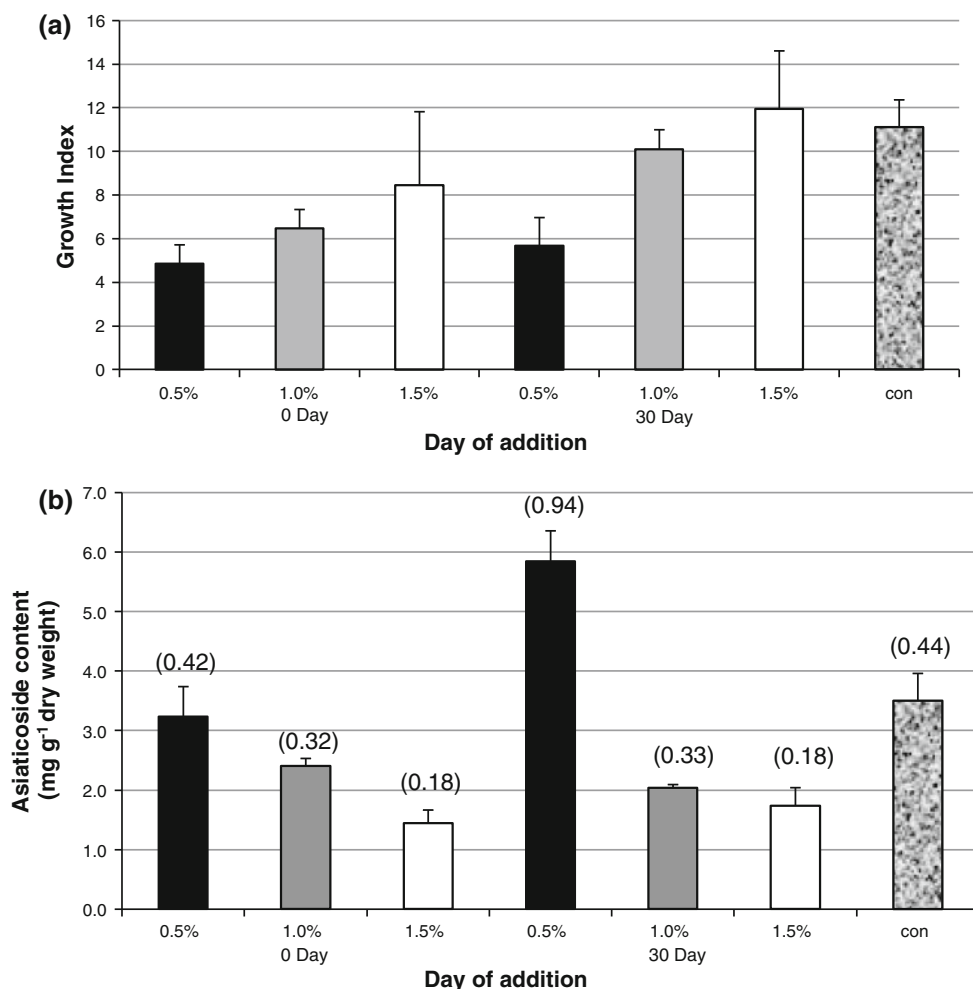 (a)
Growth Index
16
14
12
10
8
6
4
2
0
0.5% 1.0% 1.5% 0.5% 1.0% 1.5% con
0 Day 30 Day
Day of addition
(b)
Asiaticoside content
(mg g⁻¹ dry weight)
7.0
6.0
5.0
4.0
3.0
2.0
1.0
0.0
(0.42) (0.32) (0.18) (0.94) (0.33) (0.18) (0.44)
0.5% 1.0% 1.5% 0.5% 1.0% 1.5% con
0 Day 30 Day
Day of addition